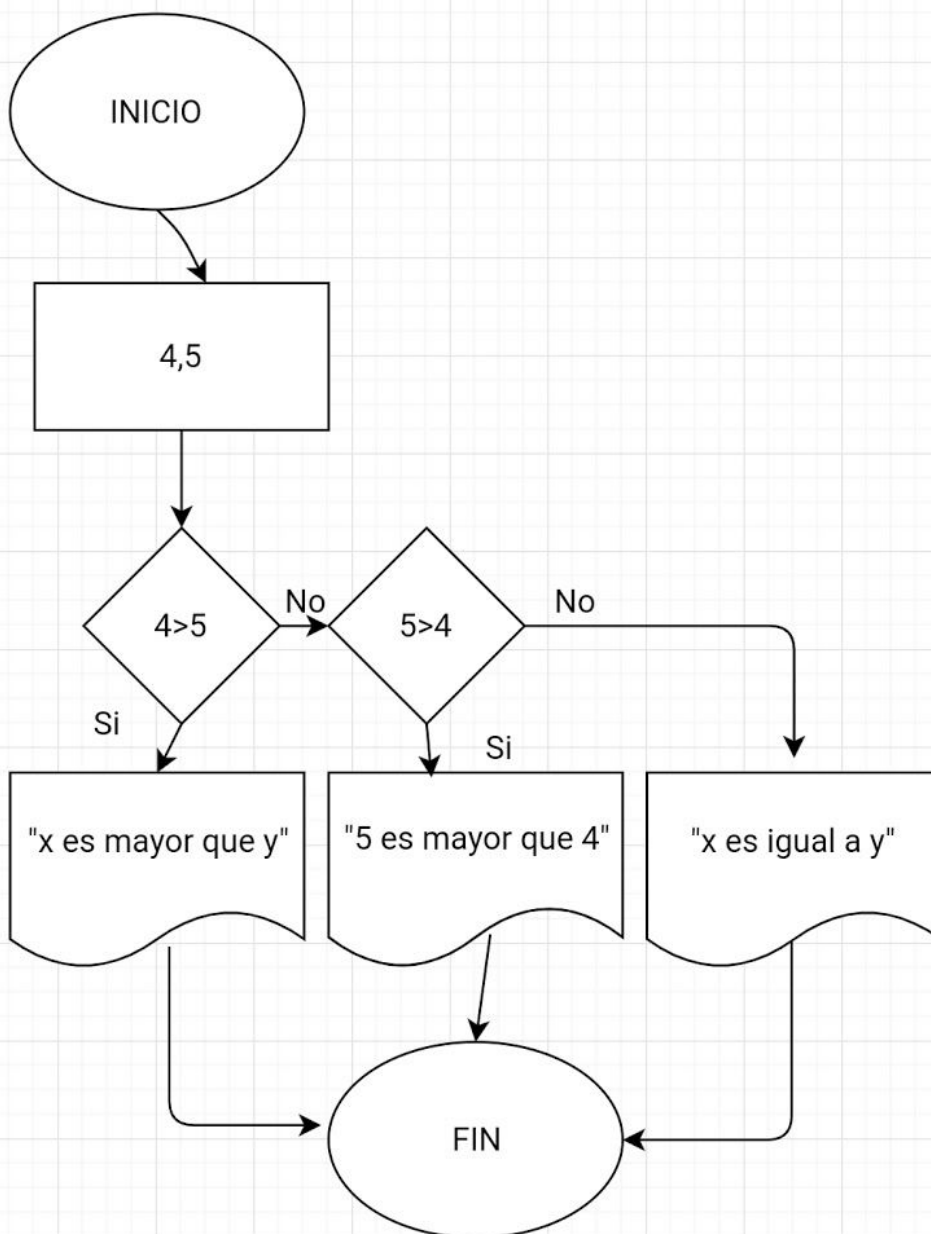 INICIO
4,5
4>5
No
5>4
No
Si
Si
"x es mayor que y"
"5 es mayor que 4"
"x es igual a y"
FIN